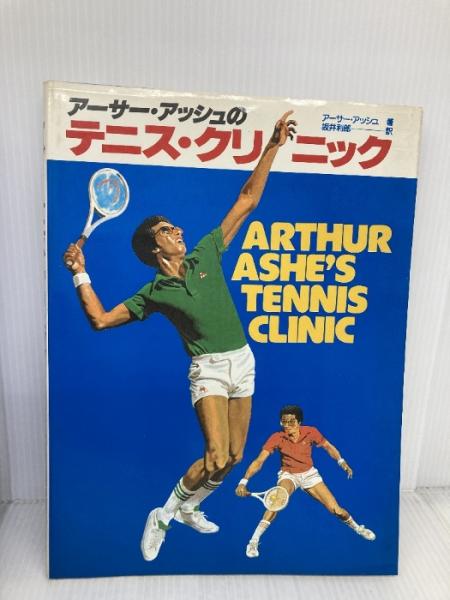 アーサー・アッシュの
テニス・クリニック
アーサー・アッシュ 著
坂井利郎 訳
ARTHUR
ASHE'S
TENNIS
CLINIC